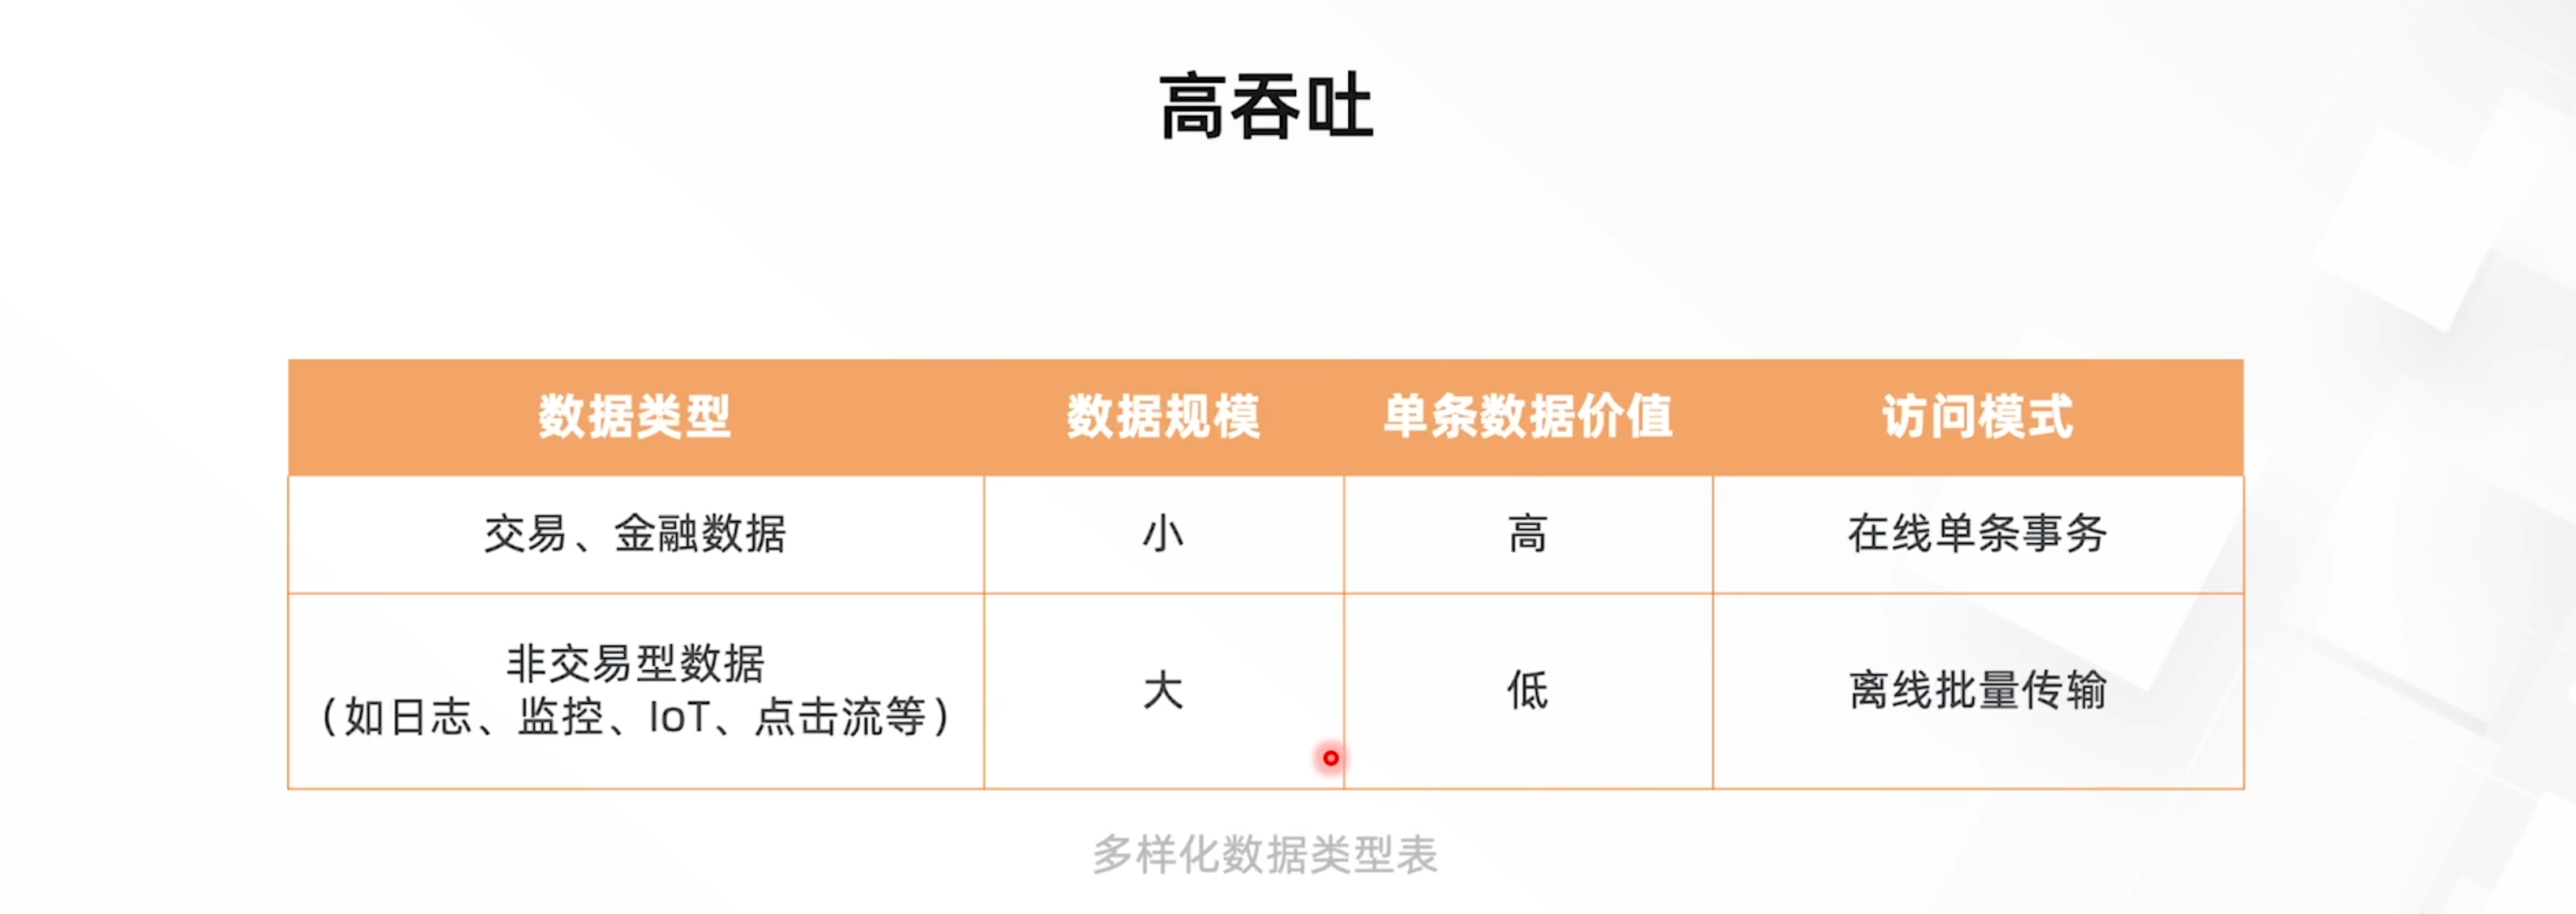 高吞吐
数据类型 数据规模 单条数据价值 访问模式
交易、金融数据 小 高 在线单条事务
非交易型数据
（如日志、监控、IoT、点击流等） 大 低 离线批量传输
多样化数据类型表